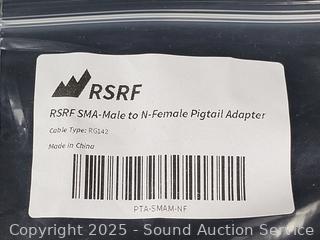 RSRF
RSRF SMA-Male to N-Female Pigtail Adapter
Cable Type: RG142
Made in China
PTA-SMAM-NF
Copyright 2025 - Sound Auction Service